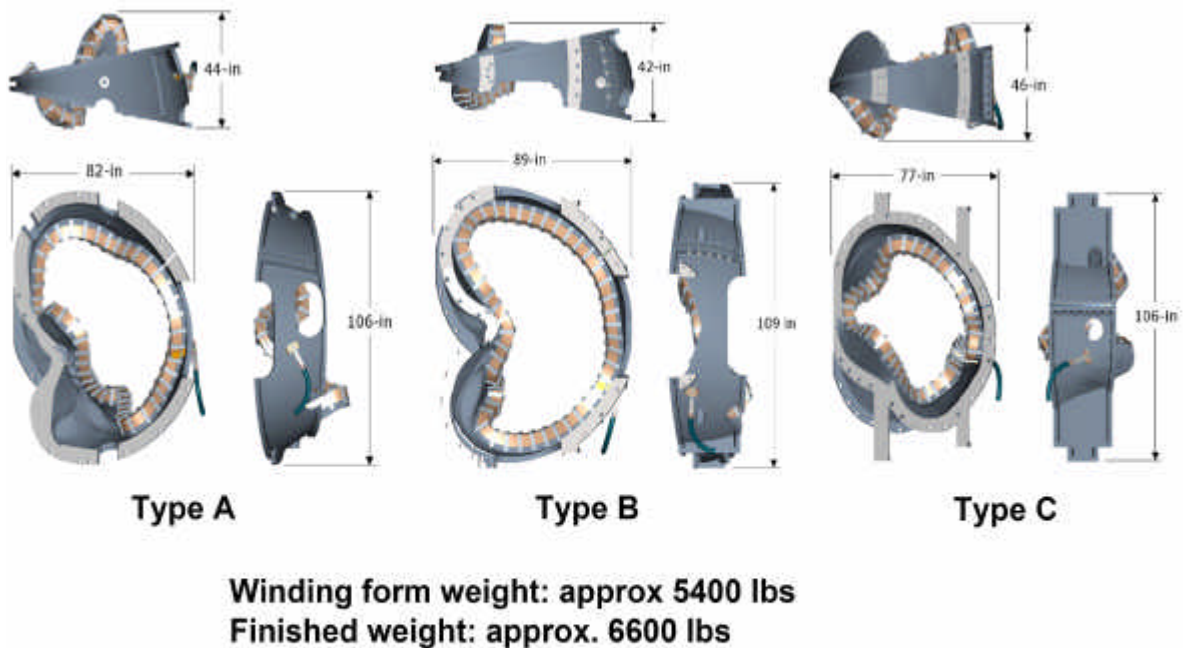 44-in
42-in
46-in
82-in
89-in
77-in
106-in
109 in
106-in
Type A
Type B
Type C
Winding form weight: approx 5400 lbs
Finished weight: approx. 6600 lbs